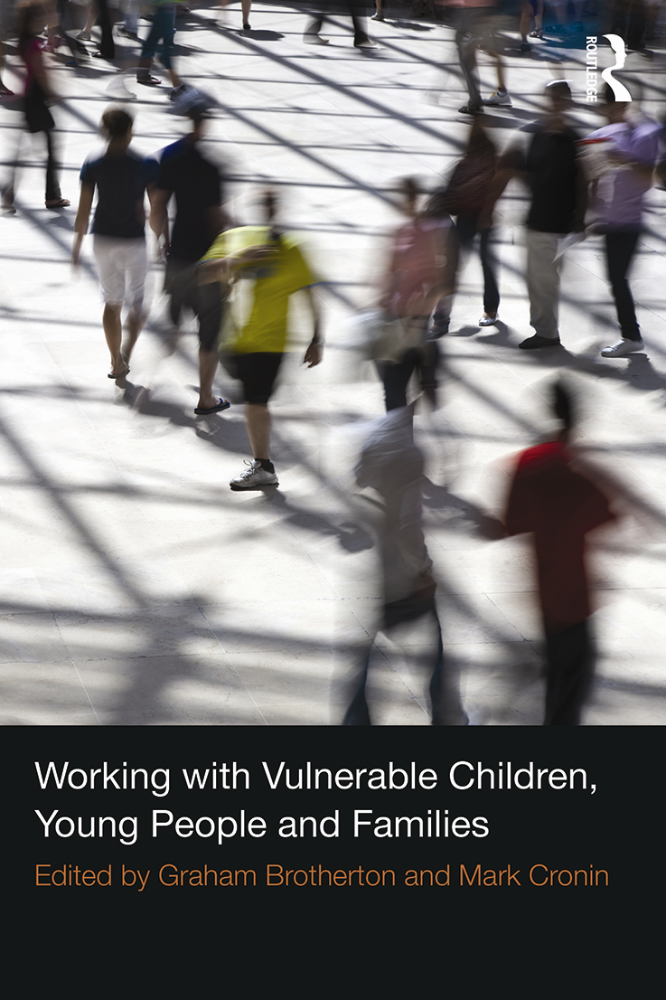 ROUTLEDGE
Working with Vulnerable Children,
Young People and Families
Edited by Graham Brotherton and Mark Cronin